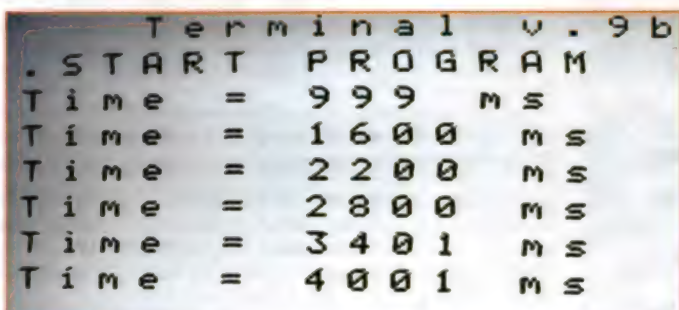 Terminal v.9b
.START PROGRAM
Time = 999 ms
Time = 1600 ms
Time = 2200 ms
Time = 2800 ms
Time = 3401 ms
Time = 4001 ms